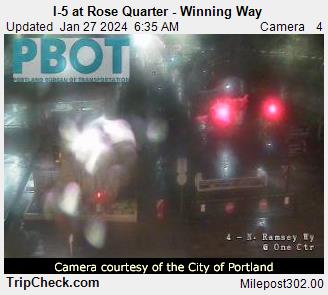 I-5 at Rose Quarter - Winning Way
Updated Jan 27 2024 6:35 AM Camera 4
PBOT
PORTLAND BUREAU OF TRANSPORTATION
4 - N. Ramsey Wy
@ One Ctr
Camera courtesy of the City of Portland
TripCheck.com Milepost302.00